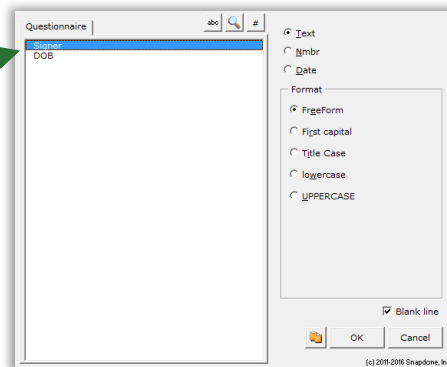 Questionnaire
abc
#
Signer
DOB
Text
Nmbr
Date
Format
FreeForm
First capital
Title Case
lowercase
UPPERCASE
Blank line
OK
Cancel
(c) 2011-2016 Snapdone, In